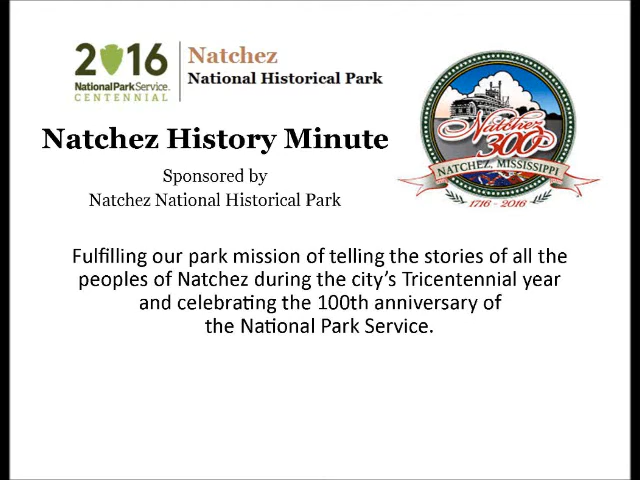 2016
National Park Service
CENTENNIAL
Natchez
National Historical Park
Natchez History Minute
Sponsored by
Natchez National Historical Park
Natchez
300
NATCHEZ, MISSISSIPPI
1716 - 2016
Fulfilling our park mission of telling the stories of all the
peoples of Natchez during the city's Tricentennial year
and celebrating the 100th anniversary of
the National Park Service.